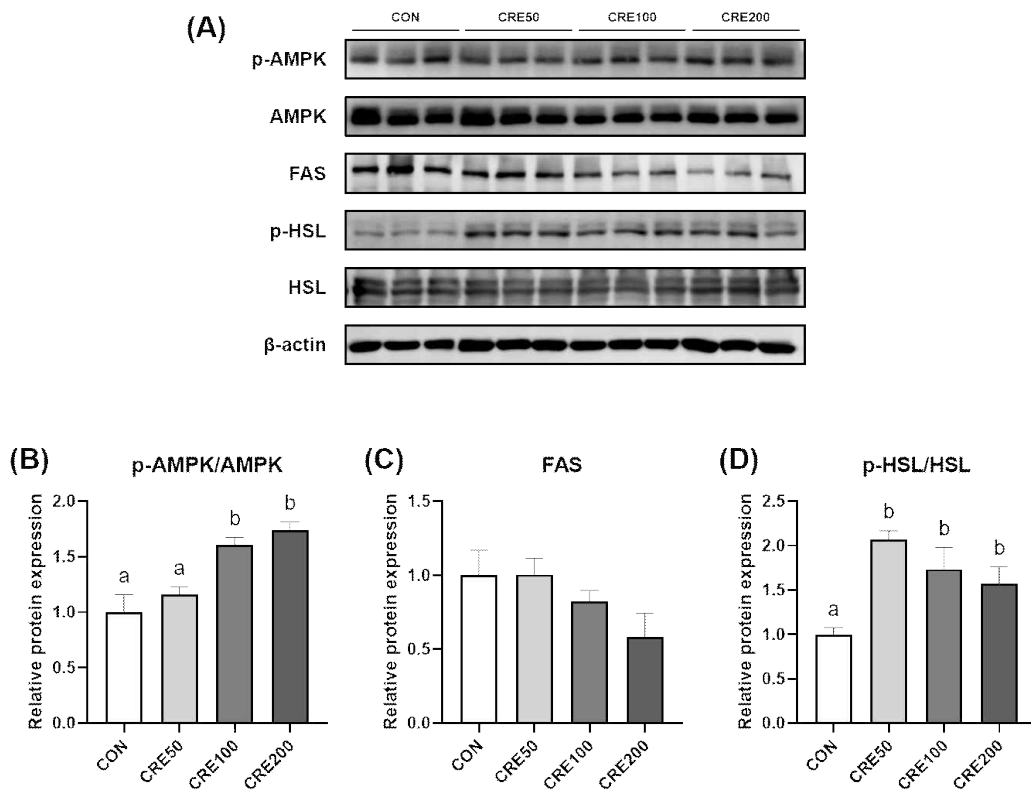 (A)
CON CRE50 CRE100 CRE200
p-AMPK
AMPK
FAS
p-HSL
HSL
β-actin
(B)
p-AMPK/AMPK
Relative protein expression
2.0
1.5
1.0
0.5
0.0
a a b b
CON CRE50 CRE100 CRE200
(C)
FAS
Relative protein expression
1.5
1.0
0.5
0.0
CON CRE50 CRE100 CRE200
(D)
p-HSL/HSL
Relative protein expression
2.5
2.0
1.5
1.0
0.5
0.0
a b b b
CON CRE50 CRE100 CRE200